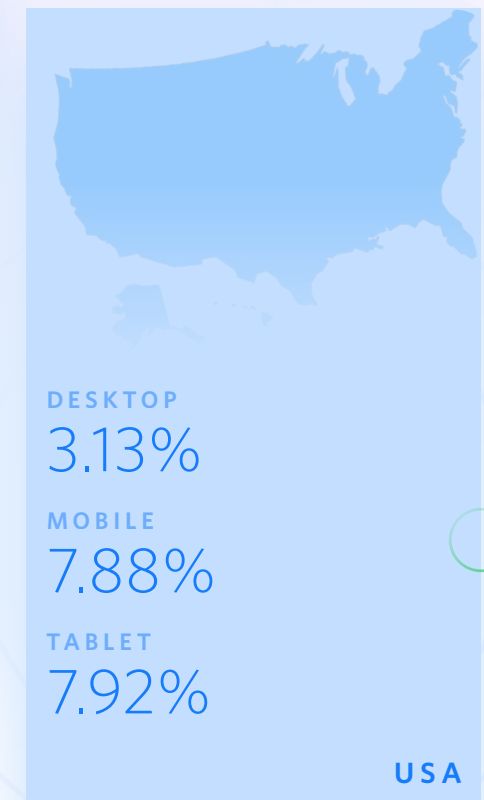 DESKTOP
3.13%
MOBILE
7.88%
TABLET
7.92%
USA